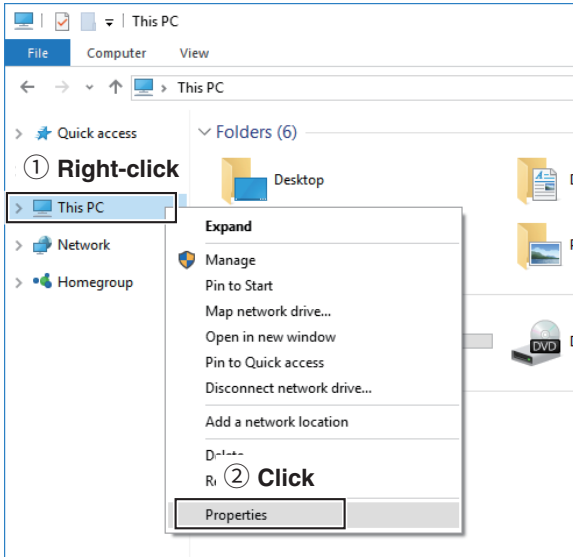 This PC
File Computer View
This PC
Quick access
Folders (6)
① Right-click
Desktop
This PC
Expand
Network
Manage
Homegroup
Pin to Start
Map network drive...
Open in new window
DVD
Pin to Quick access
Disconnect network drive...
Add a network location
② Click
Properties